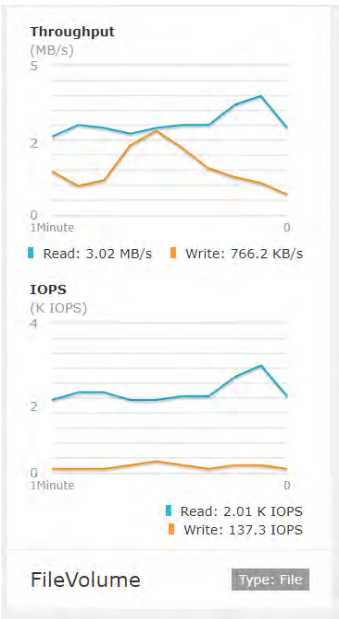 Throughput
(MB/s)
5
2
0
1Minute 0
Read: 3.02 MB/s Write: 766.2 KB/s
IOPS
(K IOPS)
4
2
0
1Minute 0
Read: 2.01 K IOPS
Write: 137.3 IOPS
FileVolume Type: File